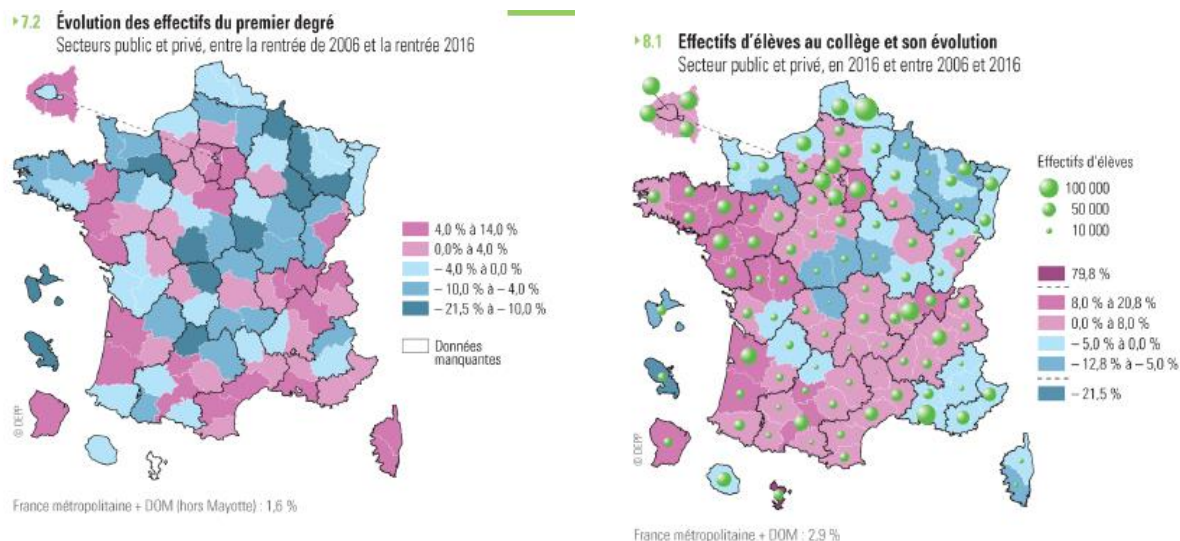 ▸7.2 Évolution des effectifs du premier degré
Secteurs public et privé, entre la rentrée de 2006 et la rentrée 2016
4,0 % à 14,0 %
0,0% à 4,0 %
– 4,0 % à 0,0 %
– 10,0 % à – 4,0 %
– 21,5 % à – 10,0 %
Données
manquantes
© DEPP
France métropolitaine + DOM (hors Mayotte) : 1,6 %
▸8.1 Effectifs d'élèves au collège et son évolution
Secteur public et privé, en 2016 et entre 2006 et 2016
Effectifs d'élèves
100 000
50 000
10 000
79,8 %
8,0 % à 20,8 %
0,0 % à 8,0 %
– 5,0 % à 0,0 %
– 12,8 % à – 5,0 %
– 21,5 %
© DEPP
France métropolitaine + DOM : 2,9 %